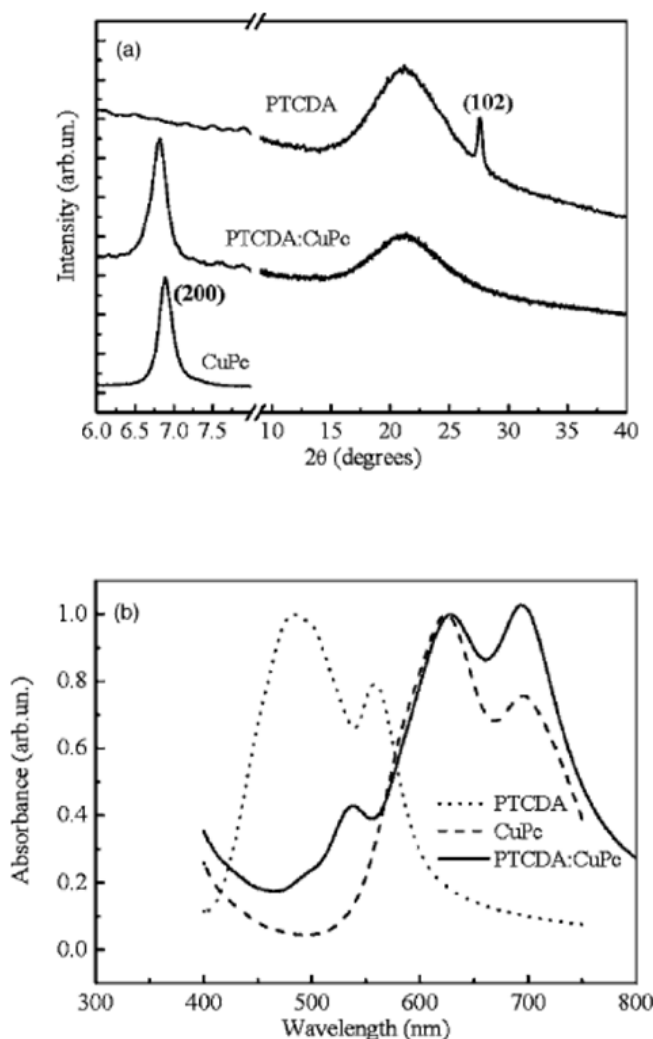 (a)
PTCDA
(102)
PTCDA:CuPc
(200)
CuPc
Intensity (arb.un.)
6.0 6.5 7.0 7.5 10 15 20 25 30 35 40
2θ (degrees)
(b)
1.0
0.8
0.6
0.4
0.2
0.0
Absorbance (arb.un.)
PTCDA
CuPc
PTCDA:CuPc
300 400 500 600 700 800
Wavelength (nm)